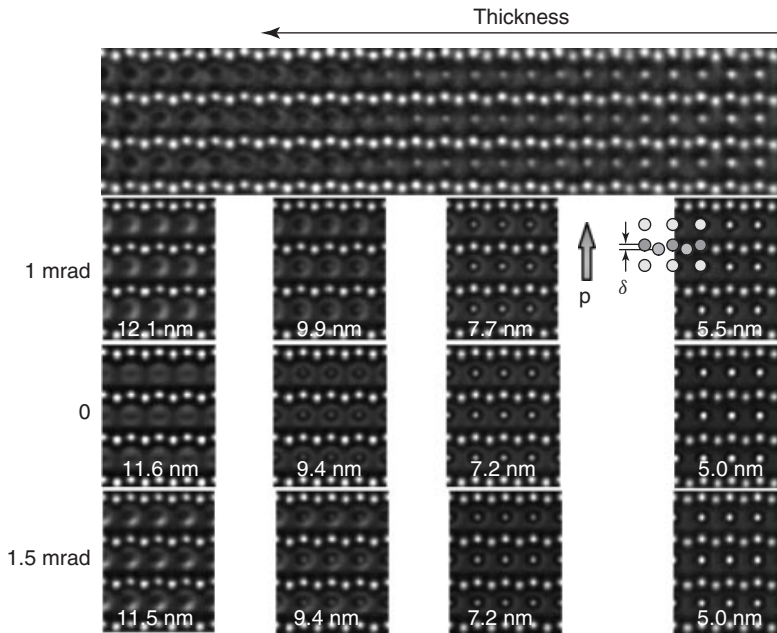 Thickness
1 mrad
p
δ
12.1 nm
9.9 nm
7.7 nm
5.5 nm
0
11.6 nm
9.4 nm
7.2 nm
5.0 nm
1.5 mrad
11.5 nm
9.4 nm
7.2 nm
5.0 nm